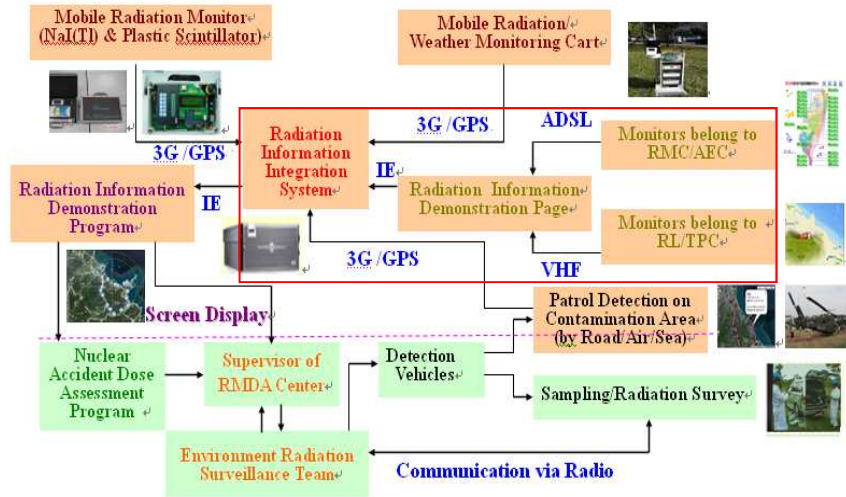 Mobile Radiation Monitor
(NaI(Tl) & Plastic Scintillator)
Mobile Radiation/
Weather Monitoring Cart
3G /GPS
3G /GPS
ADSL
Radiation
Information
Integration
System
IE
Monitors belong to
RMC/AEC
Radiation Information
Demonstration Page
Radiation Information
Demonstration
Program
IE
Monitors belong to
RL/TPC
3G /GPS
VHF
Screen Display
Patrol Detection on
Contamination Area
(by Road/Air/Sea)
Nuclear
Accident Dose
Assessment
Program
Supervisor of
RMDA Center
Detection
Vehicles
Sampling/Radiation Survey
Environment Radiation
Surveillance Team
Communication via Radio